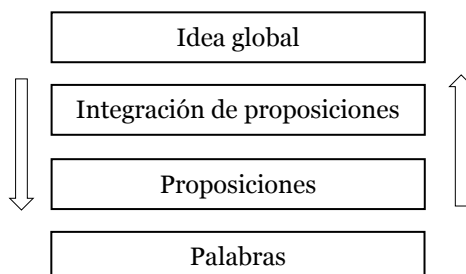 Idea global
Integración de proposiciones
Proposiciones
Palabras